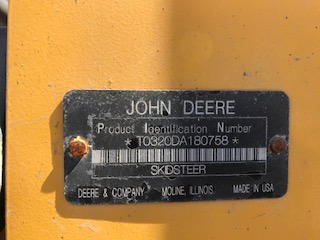 JOHN DEERE
Product Identification Number
* T0320DA180758 *
SKIDSTEER
DEERE & COMPANY MOLINE, ILLINOIS MADE IN USA